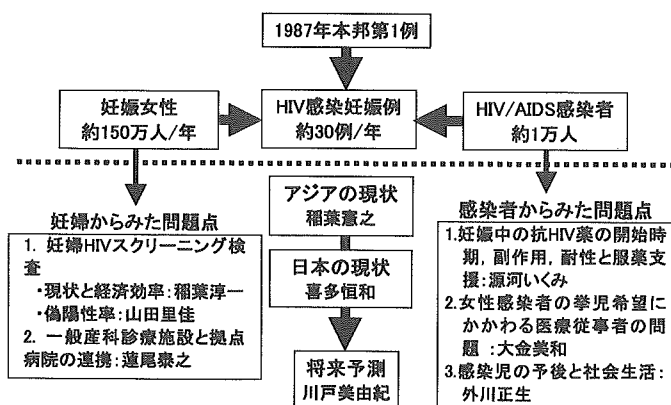 1987年本邦第1例
妊娠女性
約150万人/年
HIV感染妊娠例
約30例/年
HIV/AIDS感染者
約1万人
妊婦からみた問題点
1. 妊婦HIVスクリーニング検
査
・現状と経済効率:稲葉淳一
・偽陽性率:山田里佳
2. 一般産科診療施設と拠点
病院の連携:蓮尾泰之
アジアの現状
稲葉憲之
日本の現状
喜多恒和
将来予測
川戸美由紀
感染者からみた問題点
1.妊娠中の抗HIV薬の開始時
期,副作用,耐性と服薬支
援:源河いくみ
2.女性感染者の挙児希望に
かかわる医療従事者の問
題 :大金美和
3.感染児の予後と社会生活:
外川正生